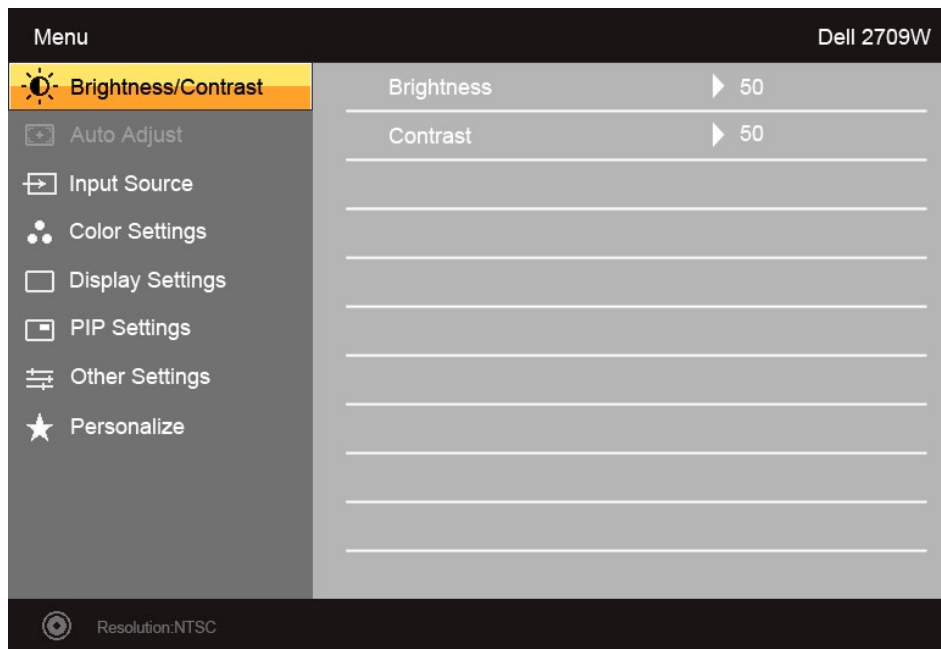 Menu Dell 2709W
Brightness/Contrast Brightness 50
Auto Adjust Contrast 50
Input Source
Color Settings
Display Settings
PIP Settings
Other Settings
Personalize
Resolution:NTSC